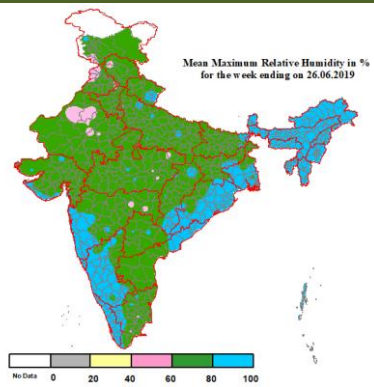 Mean Maximum Relative Humidity in %
for the week ending on 26.06.2019
No Data 0 20 40 60 80 100